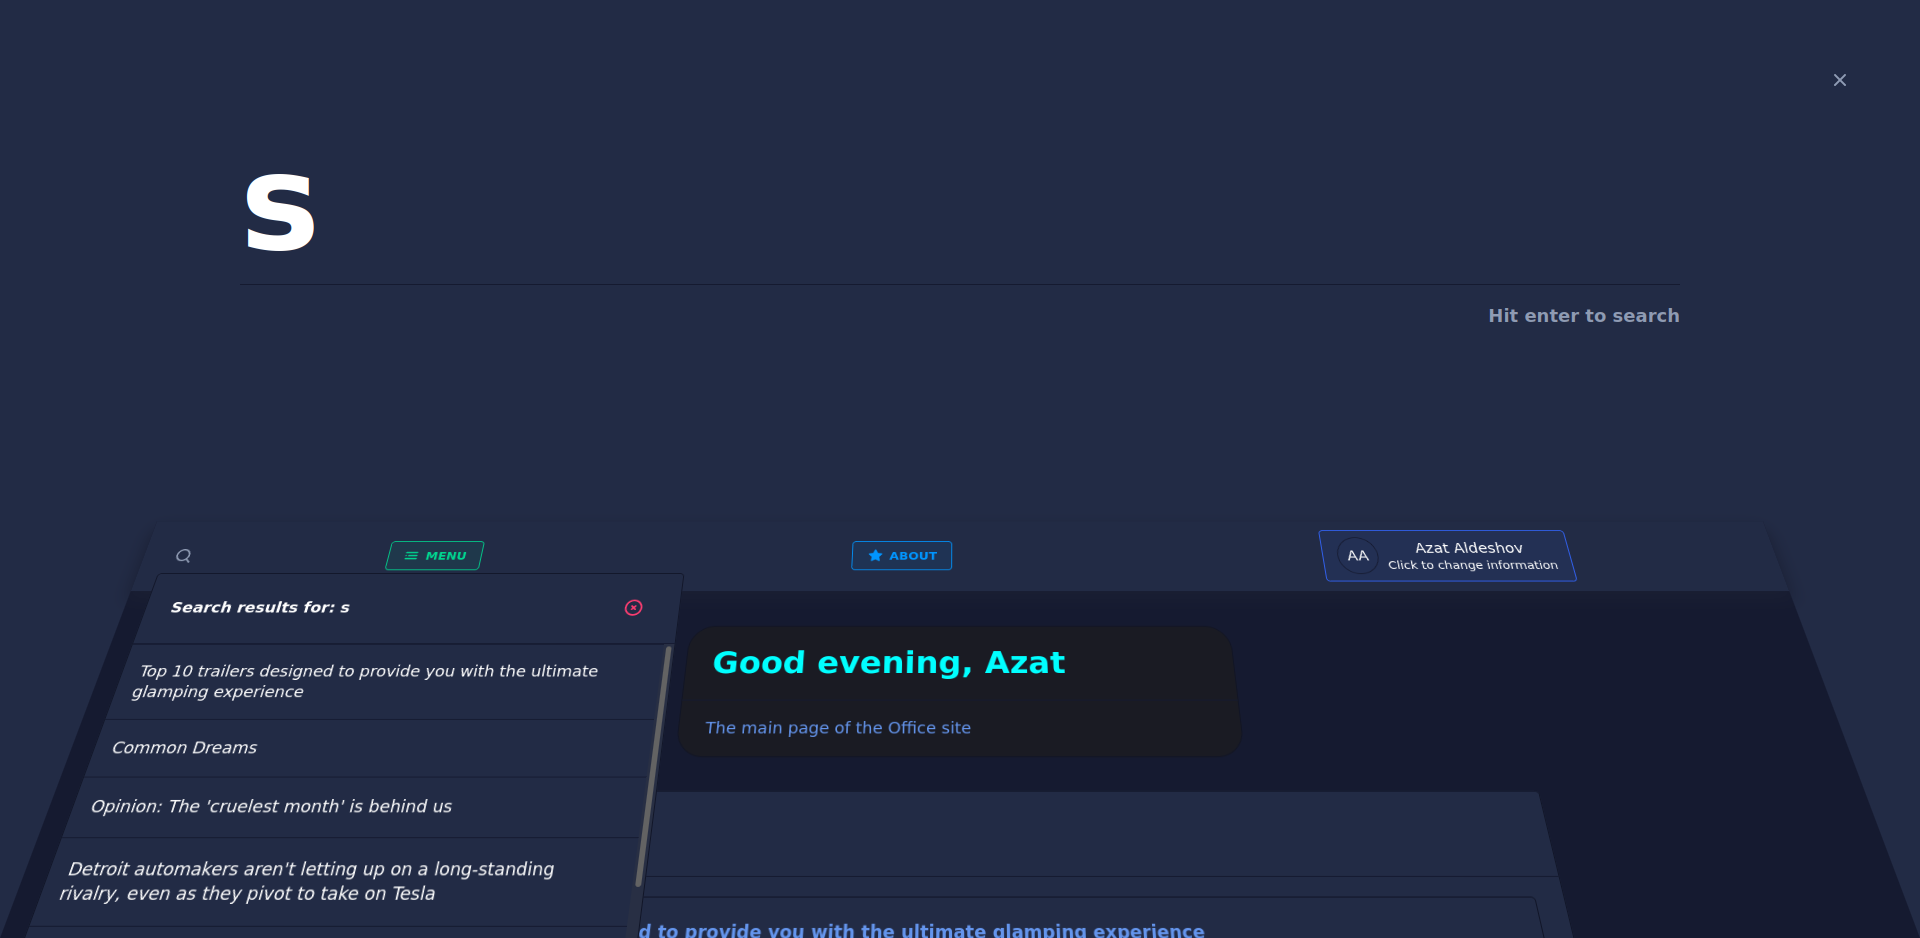 s
Hit enter to search
MENU
ABOUT
AA
Azat Aldeshov
Click to change information
Search results for: s
Top 10 trailers designed to provide you with the ultimate
glamping experience
Common Dreams
Opinion: The 'cruelest month' is behind us
Detroit automakers aren't letting up on a long-standing
rivalry, even as they pivot to take on Tesla
Good evening, Azat
The main page of the Office site
d to provide you with the ultimate glamping experience